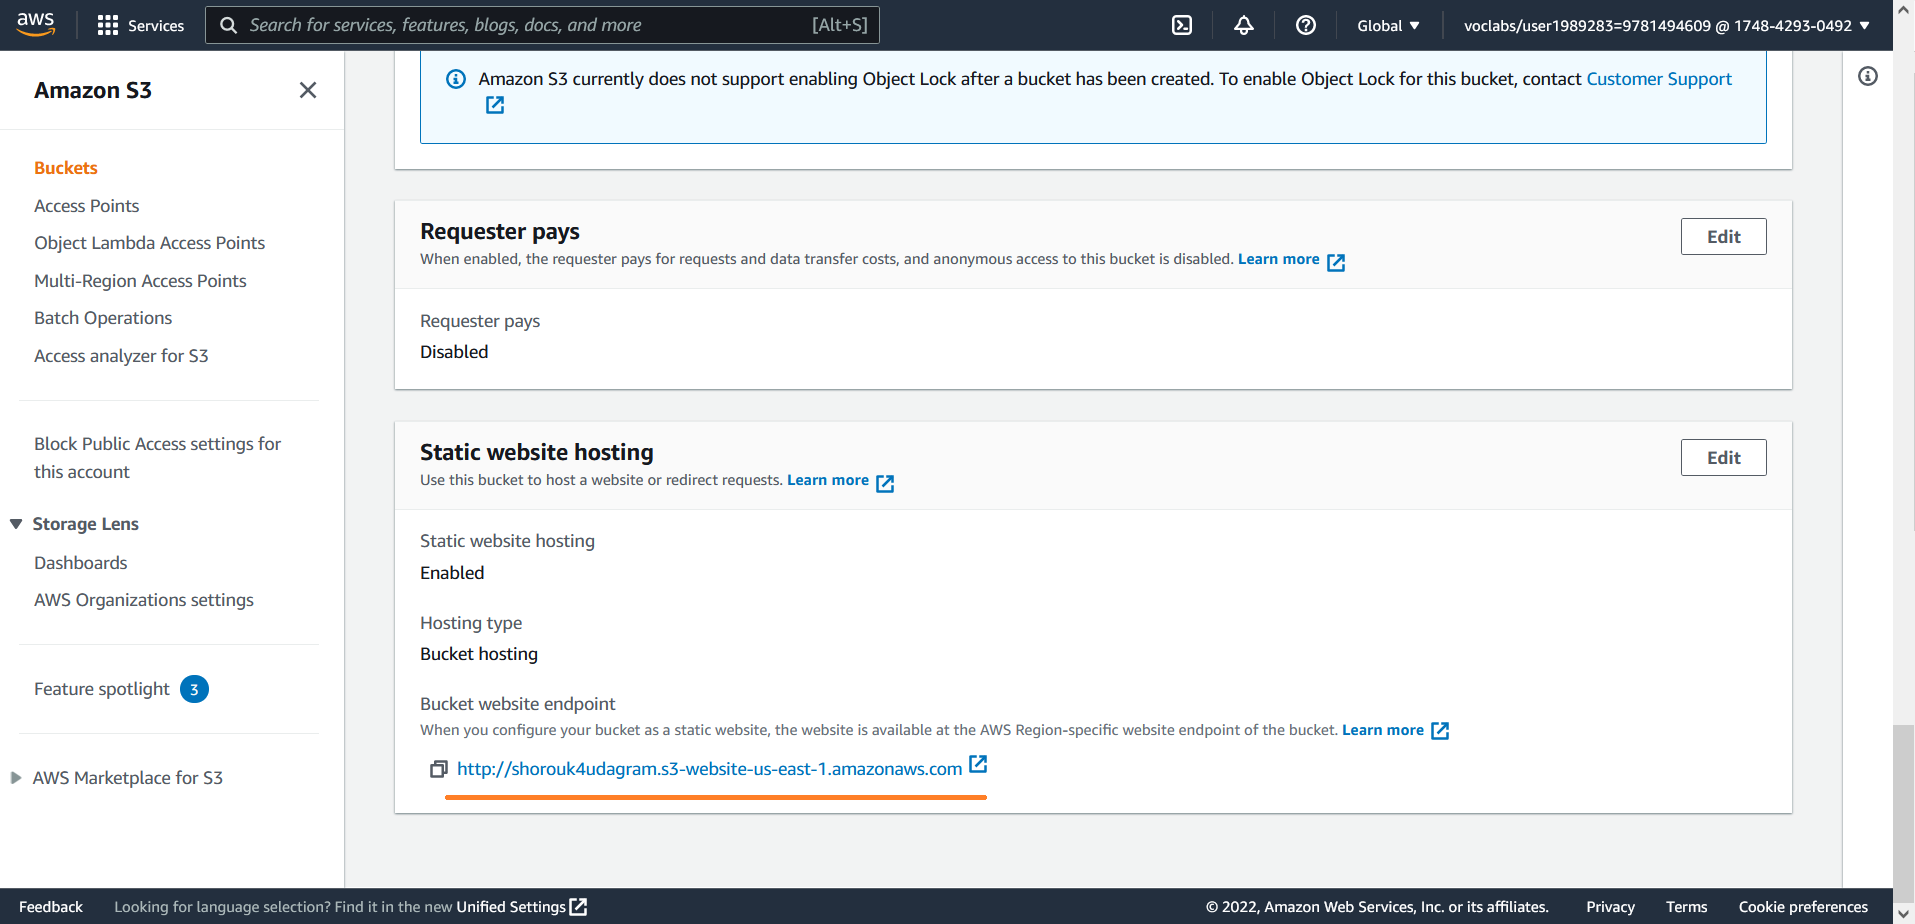 aws
Services
Search for services, features, blogs, docs, and more
[Alt+S]
Global ▼
voclabs/user1989283=9781494609 @ 1748-4293-0492 ▼
Amazon S3
Buckets
Access Points
Object Lambda Access Points
Multi-Region Access Points
Batch Operations
Access analyzer for S3
Block Public Access settings for
this account
Storage Lens
Dashboards
AWS Organizations settings
Feature spotlight 3
AWS Marketplace for S3
Amazon S3 currently does not support enabling Object Lock after a bucket has been created. To enable Object Lock for this bucket, contact Customer Support
Requester pays
Edit
When enabled, the requester pays for requests and data transfer costs, and anonymous access to this bucket is disabled. Learn more
Requester pays
Disabled
Static website hosting
Edit
Use this bucket to host a website or redirect requests. Learn more
Static website hosting
Enabled
Hosting type
Bucket hosting
Bucket website endpoint
When you configure your bucket as a static website, the website is available at the AWS Region-specific website endpoint of the bucket. Learn more
http://shorouk4udagram.s3-website-us-east-1.amazonaws.com
Feedback
Looking for language selection? Find it in the new Unified Settings
© 2022, Amazon Web Services, Inc. or its affiliates.
Privacy
Terms
Cookie preferences